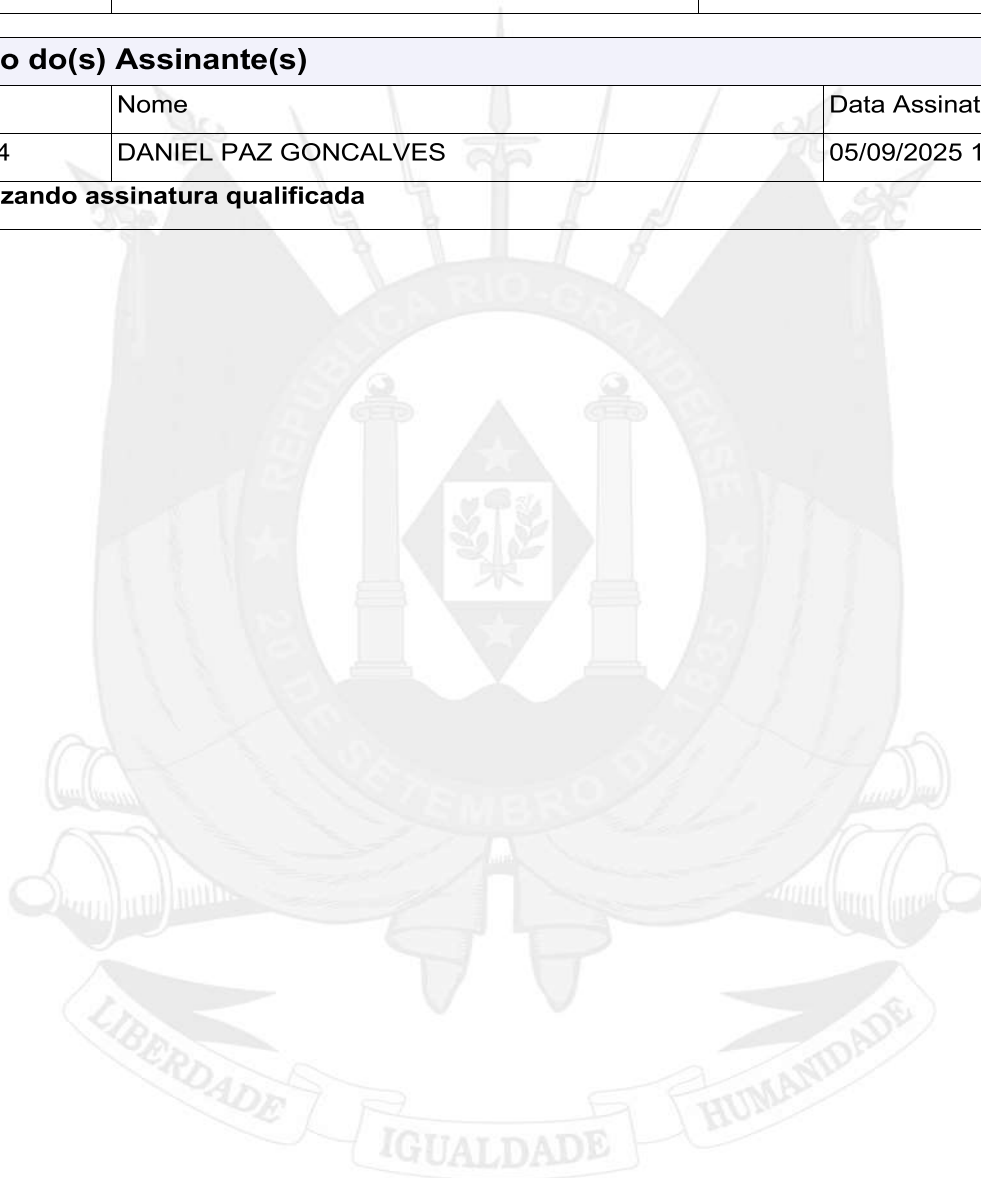 o do(s) Assinante(s)
Nome
Data Assinat
4
DANIEL PAZ GONCALVES
05/09/2025 1
zando assinatura qualificada
REPUBLICA RIO-GRANDENSE
20 DE SETEMBRO DE 1835
LIBERDADE
IGUALDADE
HUMANIDADE